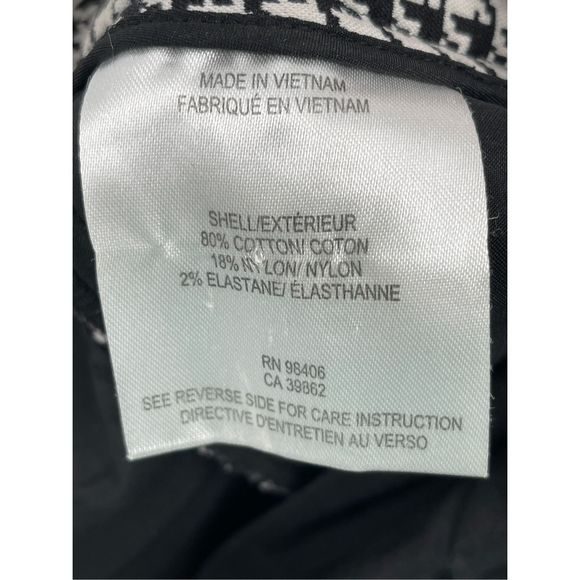 MADE IN VIETNAM
FABRIQUÉ EN VIETNAM
SHELL/EXTÉRIEUR
80% COTTON/ COTON
18% NYLON/ NYLON
2% ELASTANE/ ÉLASTHANNE
RN 96406
CA 39862
SEE REVERSE SIDE FOR CARE INSTRUCTION
DIRECTIVE D'ENTRETIEN AU VERSO